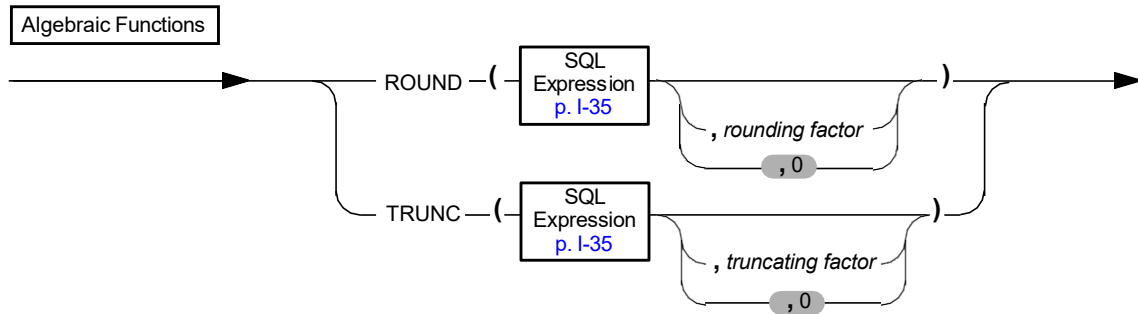 Algebraic Functions
ROUND ( SQL Expression p. I-35 )
, rounding factor
, 0
TRUNC ( SQL Expression p. I-35 )
, truncating factor
, 0